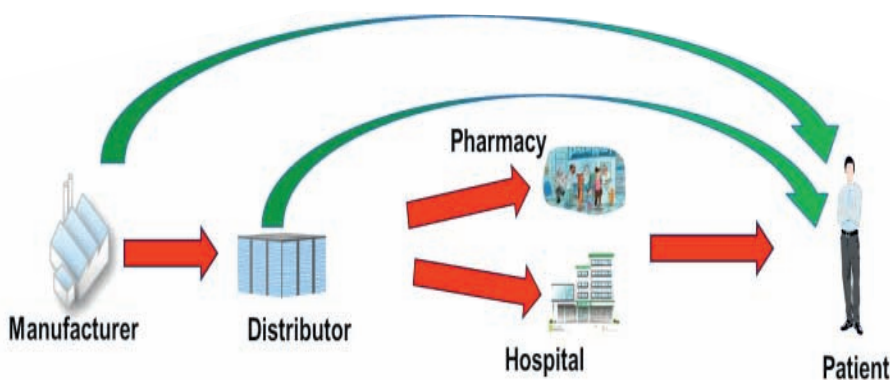 Pharmacy
Manufacturer
Distributor
Hospital
Patient